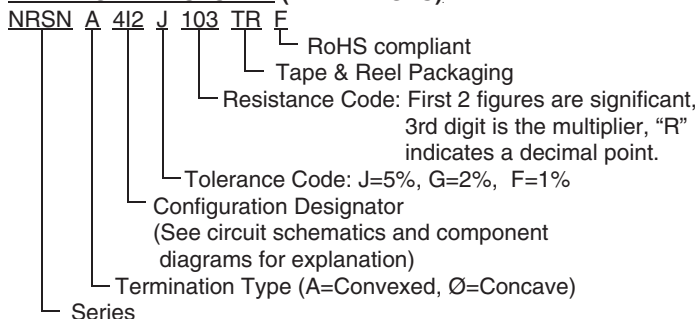 NRSN A 4I2 J 103 TR F
RoHS compliant
Tape & Reel Packaging
Resistance Code: First 2 figures are significant,
3rd digit is the multiplier, “R”
indicates a decimal point.
Tolerance Code: J=5%, G=2%, F=1%
Configuration Designator
(See circuit schematics and component
diagrams for explanation)
Termination Type (A=Convexed, Ø=Concave)
Series